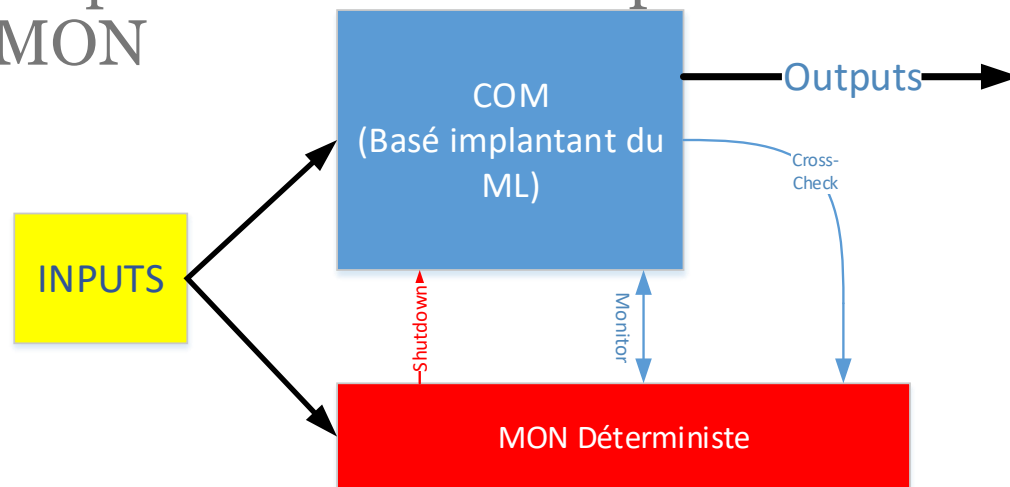 MON
COM
(Basé implantant du
ML)
Outputs
Cross-
Check
INPUTS
Shutdown
Monitor
MON Déterministe